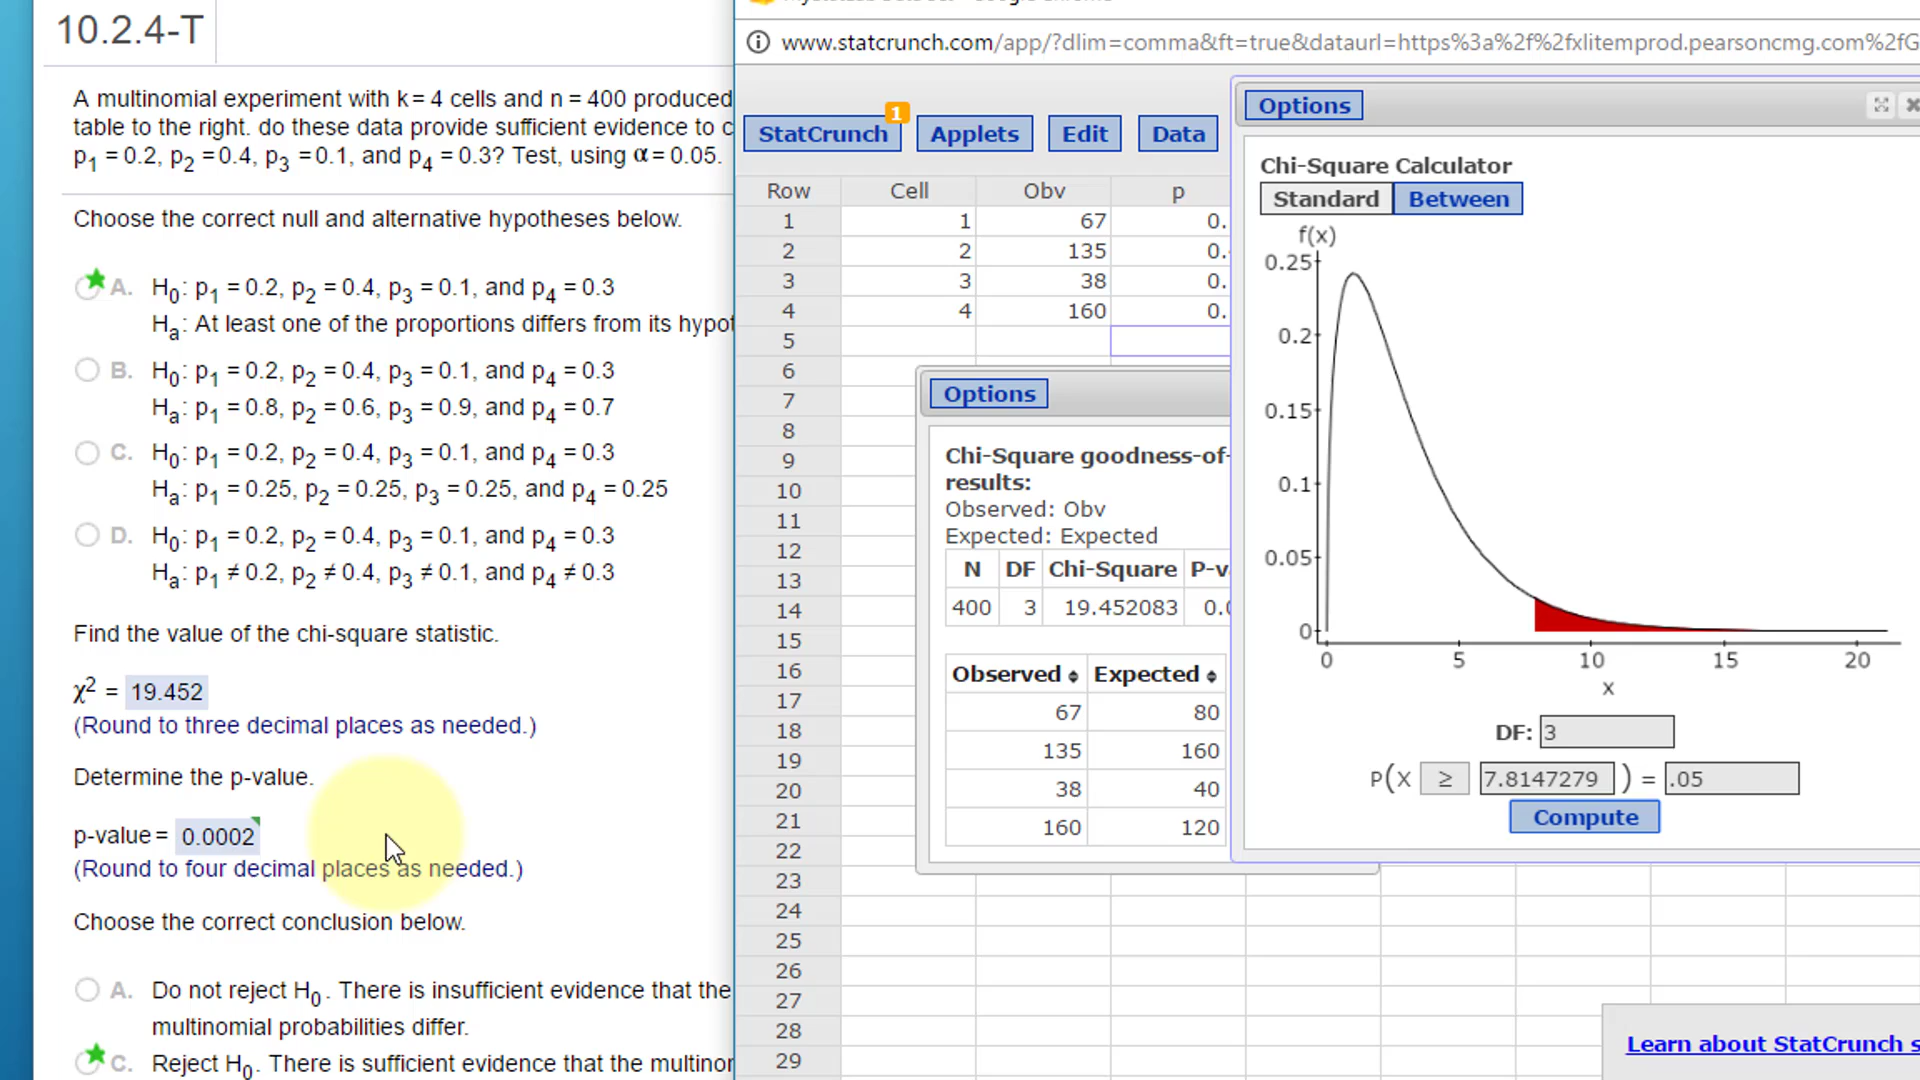 10.2.4-T
A multinomial experiment with k = 4 cells and n = 400 produced
table to the right. do these data provide sufficient evidence to c
p1 = 0.2, p2 = 0.4, p3 = 0.1, and p4 = 0.3? Test, using α = 0.05.
Choose the correct null and alternative hypotheses below.
A. H0: p1 = 0.2, p2 = 0.4, p3 = 0.1, and p4 = 0.3
Ha: At least one of the proportions differs from its hypot
B. H0: p1 = 0.2, p2 = 0.4, p3 = 0.1, and p4 = 0.3
Ha: p1 = 0.8, p2 = 0.6, p3 = 0.9, and p4 = 0.7
C. H0: p1 = 0.2, p2 = 0.4, p3 = 0.1, and p4 = 0.3
Ha: p1 = 0.25, p2 = 0.25, p3 = 0.25, and p4 = 0.25
D. H0: p1 = 0.2, p2 = 0.4, p3 = 0.1, and p4 = 0.3
Ha: p1 ≠ 0.2, p2 ≠ 0.4, p3 ≠ 0.1, and p4 ≠ 0.3
Find the value of the chi-square statistic.
χ2 = 19.452
(Round to three decimal places as needed.)
Determine the p-value.
p-value = 0.0002
(Round to four decimal places as needed.)
Choose the correct conclusion below.
A. Do not reject H0. There is insufficient evidence that the
multinomial probabilities differ.
C. Reject H0. There is sufficient evidence that the multinor
www.statcrunch.com/app/?dlim=comma&ft=true&dataurl=https%3a%2f%2fxlitemprod.pearsoncmg.com%2fG
StatCrunch 1 Applets Edit Data
Row Cell Obv p
1 1 67 0.
2 2 135 0.
3 3 38 0.
4 4 160 0.
5
6
7
8
9
10
11
12
13
14
15
16
17
18
19
20
21
22
23
24
25
26
27
28
29
Options
Chi-Square goodness-of-
results:
Observed: Obv
Expected: Expected
N DF Chi-Square P-v
400 3 19.452083 0.0
Observed Expected
67 80
135 160
38 40
160 120
Options
Chi-Square Calculator
Standard Between
f(x)
0.25
0.2
0.15
0.1
0.05
0
0 5 10 15 20
x
DF: 3
P(X ≥ 7.8147279 ) = .05
Compute
Learn about StatCrunch s